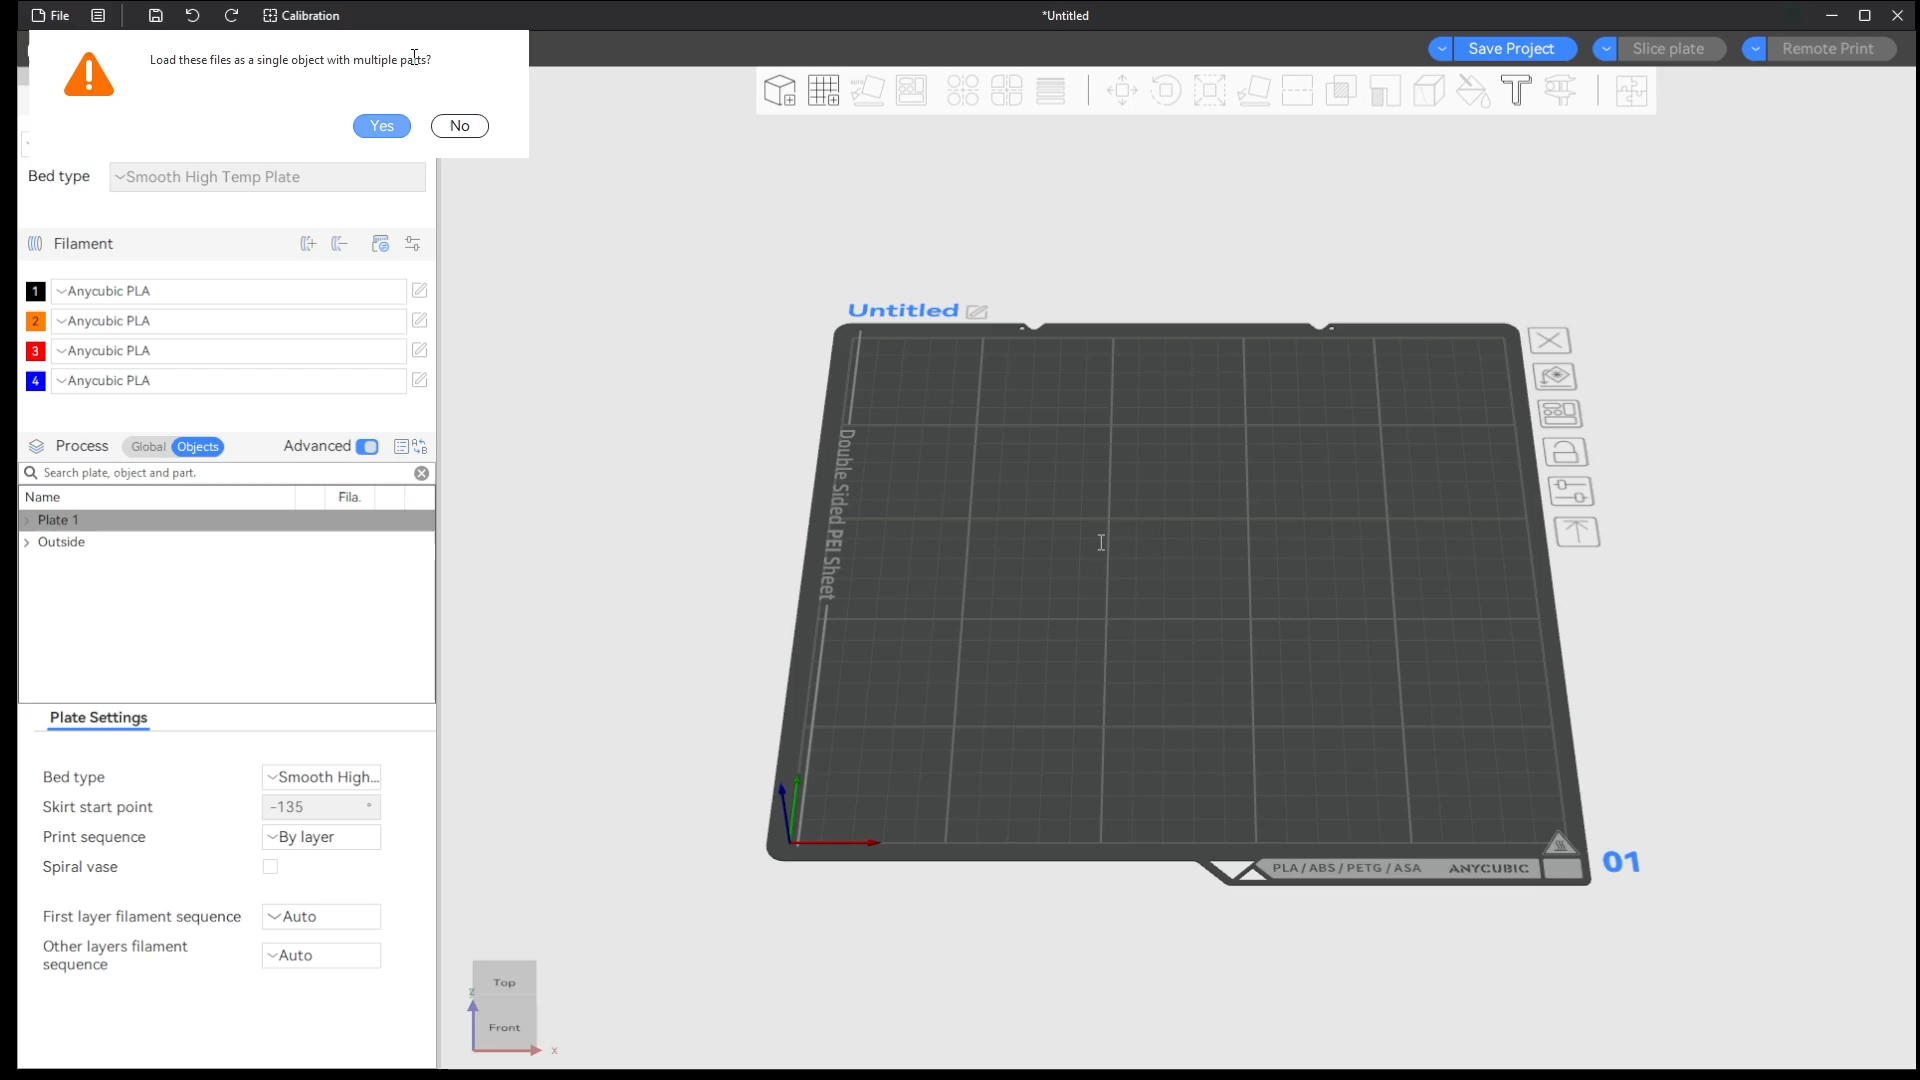 File
Calibration
*Untitled
Load these files as a single object with multiple parts?
Yes
No
Save Project
Slice plate
Remote Print
Bed type
Smooth High Temp Plate
Filament
1 Anycubic PLA
2 Anycubic PLA
3 Anycubic PLA
4 Anycubic PLA
Process Global Objects Advanced
Search plate, object and part.
Name Fila.
Plate 1
Outside
Plate Settings
Bed type Smooth High...
Skirt start point -135 °
Print sequence By layer
Spiral vase
First layer filament sequence Auto
Other layers filament
sequence
Auto
Untitled
Double Sided PEI Sheet
PLA / ABS / PETG / ASA ANYCUBIC
01
Top
Front
z
x